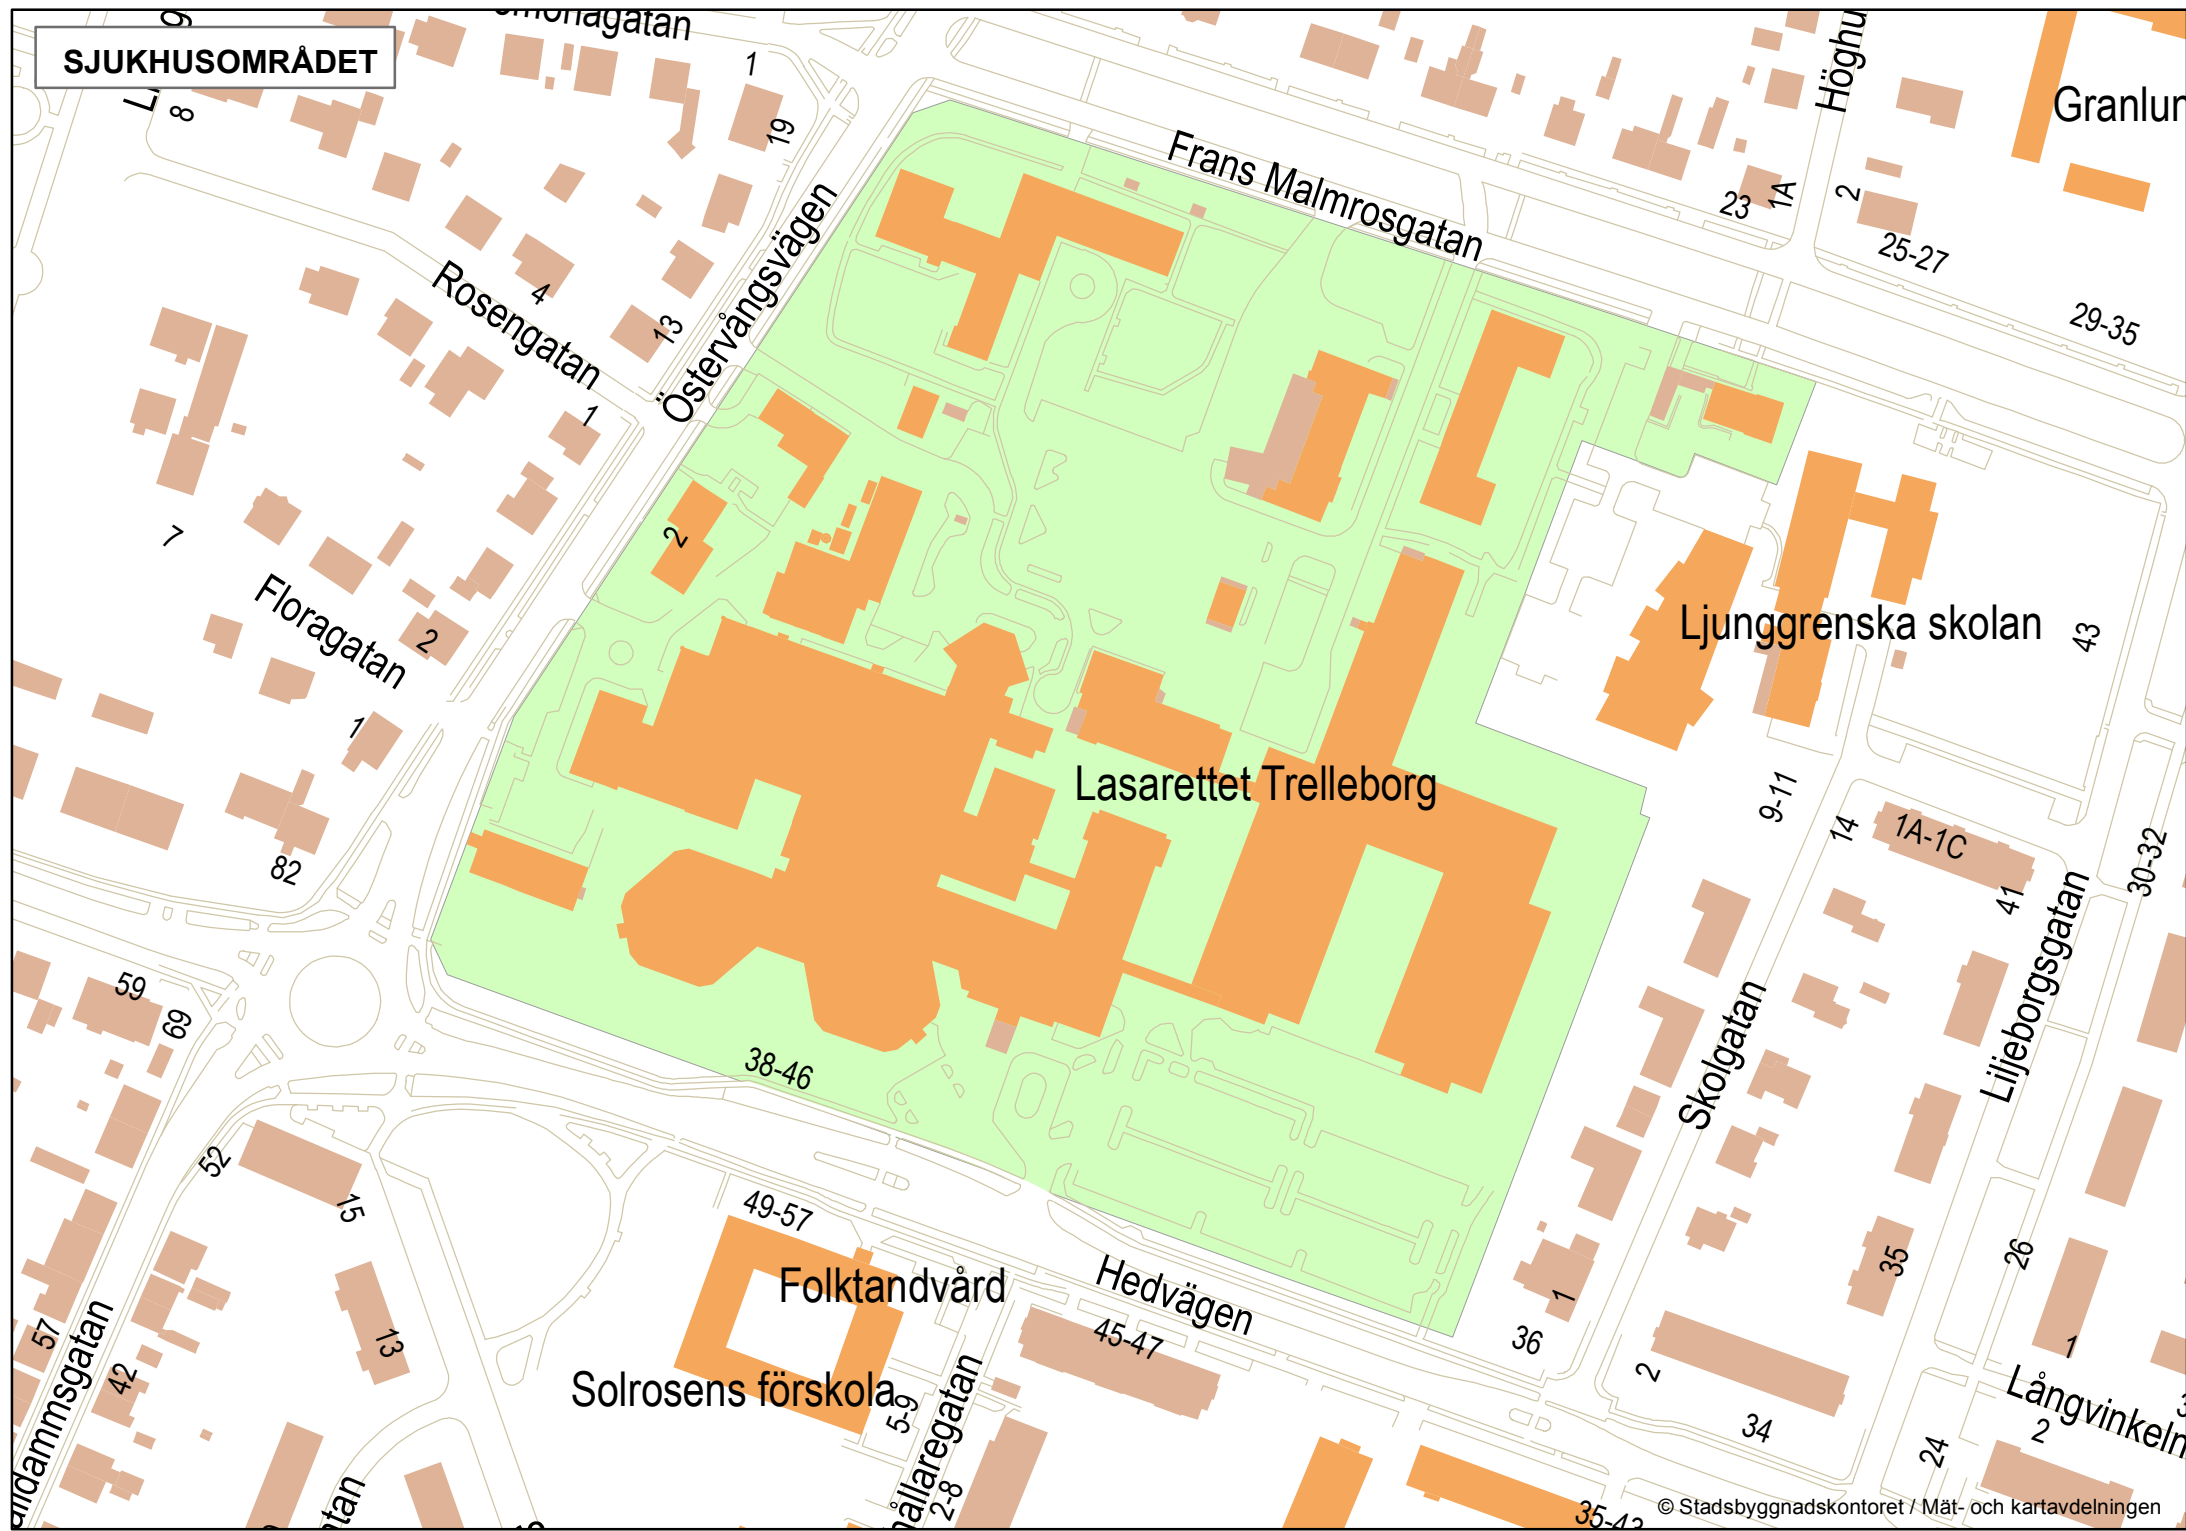 SJUKHUSOMRÅDET
8
1
19
Frans Malmrosgatan
Granlun
23
1A
2
25-27
29-35
Östervångsvägen
Rosengatan
4
13
1
7
2
Floragatan
2
1
82
Ljunggrenska skolan
43
Lasarettet Trelleborg
9-11
14
1A-1C
41
30-32
Liljeborgsgatan
Skolgatan
59
69
38-46
52
15
49-57
Folktandvård
Hedvägen
45-47
Solrosens förskola
5-9
2-8
57
42
13
1
36
35
26
1
2
34
24
2
Långvinkeln
© Stadsbyggnadskontoret / Mät- och kartavdelningen